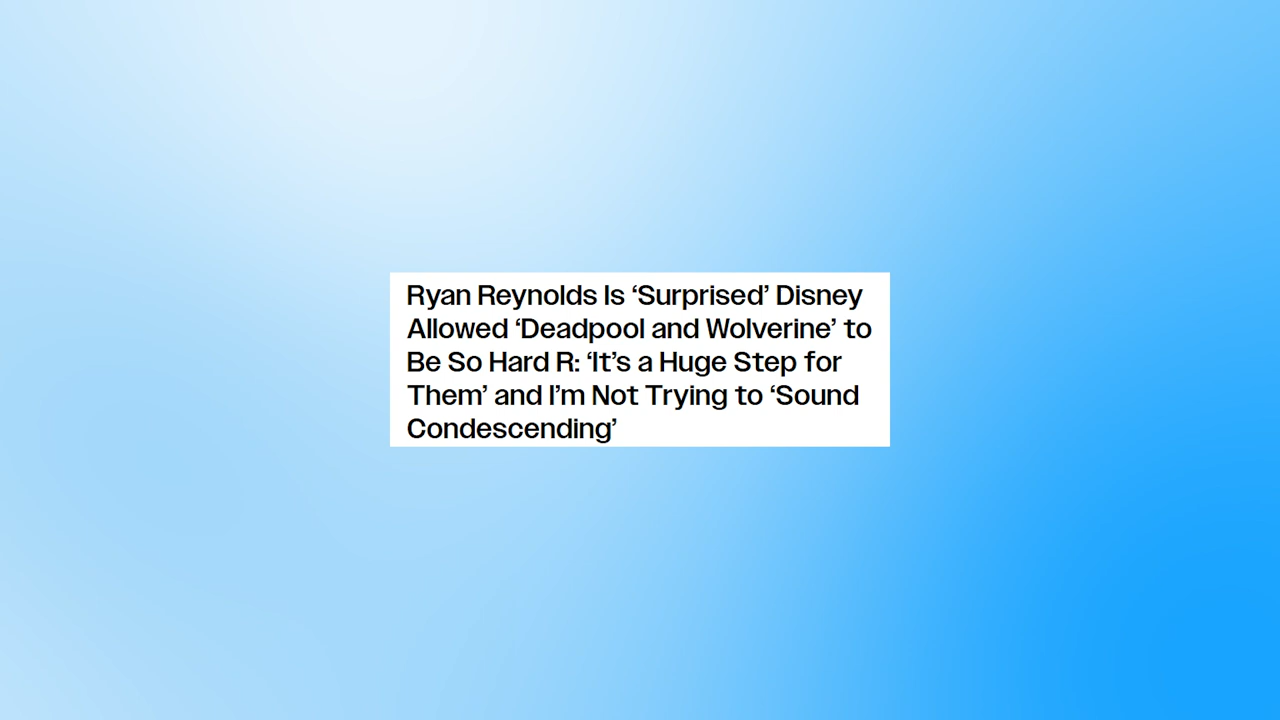 Ryan Reynolds Is ‘Surprised’ Disney
Allowed ‘Deadpool and Wolverine’ to
Be So Hard R: ‘It’s a Huge Step for
Them’ and I’m Not Trying to ‘Sound
Condescending’